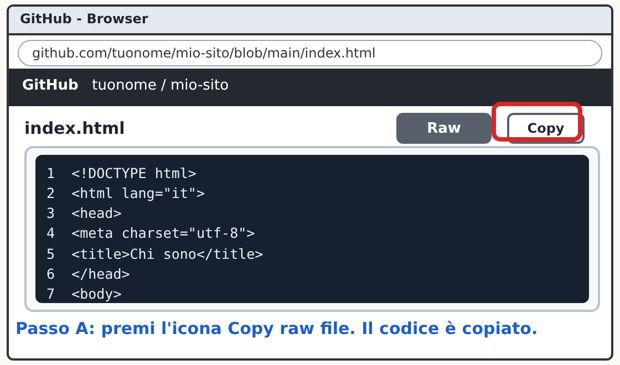 GitHub - Browser
github.com/tuonome/mio-sito/blob/main/index.html
GitHub tuonome / mio-sito
index.html Raw Copy
1 <!DOCTYPE html>
2 <html lang="it">
3 <head>
4 <meta charset="utf-8">
5 <title>Chi sono</title>
6 </head>
7 <body>
Passo A: premi l'icona Copy raw file. Il codice è copiato.